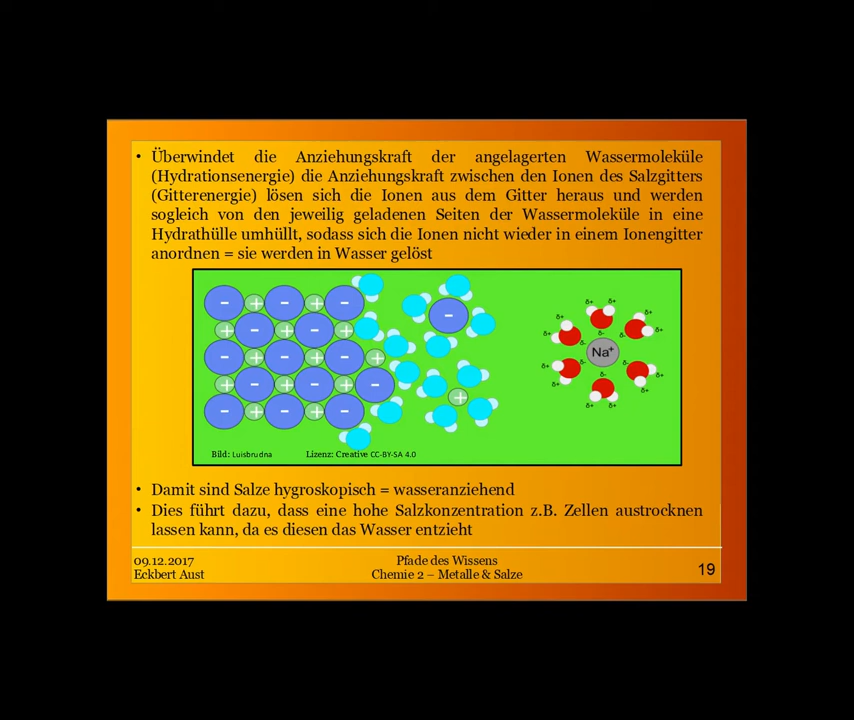 • Überwindet die Anziehungskraft der angelagerten Wassermoleküle
(Hydrationsenergie) die Anziehungskraft zwischen den Ionen des Salzgitters
(Gitterenergie) lösen sich die Ionen aus dem Gitter heraus und werden
sogleich von den jeweilig geladenen Seiten der Wassermoleküle in eine
Hydrathülle umhüllt, sodass sich die Ionen nicht wieder in einem Ionengitter
anordnen = sie werden in Wasser gelöst
- + - + -
+ - + - +
- + - + - +
+ - + - + -
- + - + -
-
+
δ+ δ+
δ+ δ+
δ+ δ- δ+
δ- δ-
Na+
δ+ δ- δ- δ+
δ-
δ+ δ+
δ+ δ+
Bild: Luisbrudna Lizenz: Creative CC-BY-SA 4.0
• Damit sind Salze hygroskopisch = wasseranziehend
• Dies führt dazu, dass eine hohe Salzkonzentration z.B. Zellen austrocknen
lassen kann, da es diesen das Wasser entzieht
09.12.2017 Pfade des Wissens
Eckbert Aust Chemie 2 – Metalle & Salze 19